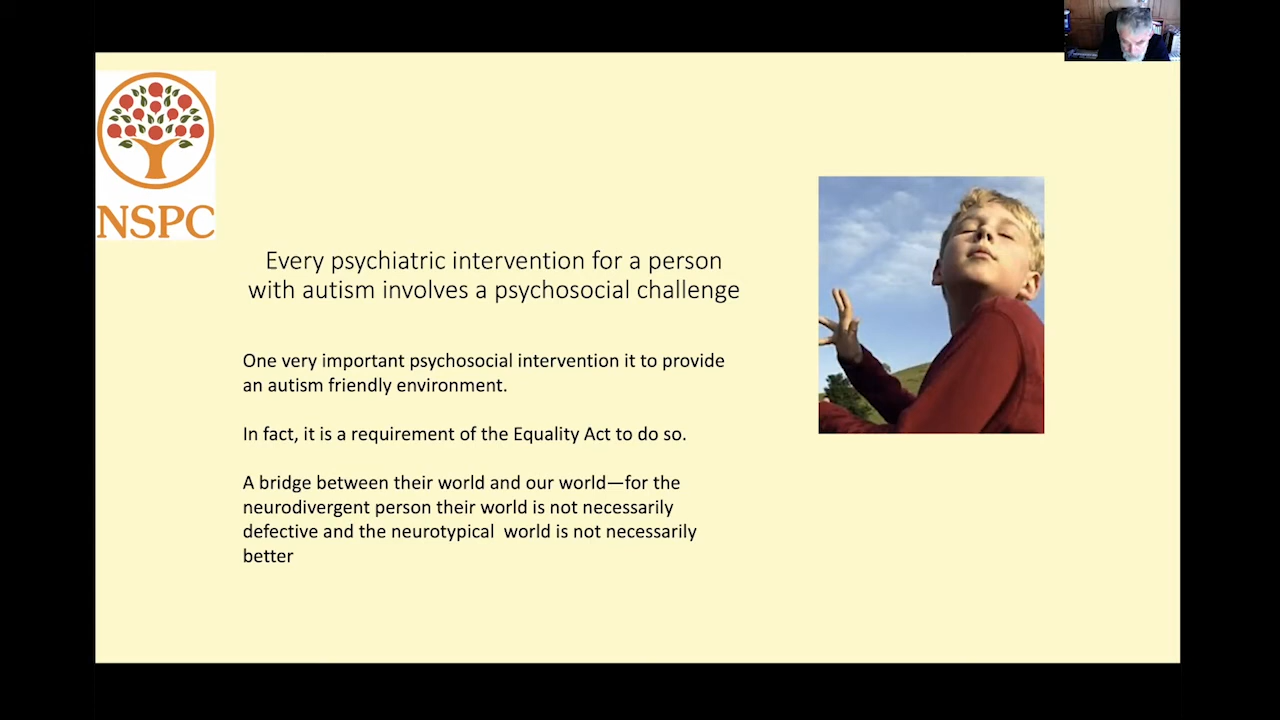 NSPC
Every psychiatric intervention for a person
with autism involves a psychosocial challenge
One very important psychosocial intervention it to provide
an autism friendly environment.
In fact, it is a requirement of the Equality Act to do so.
A bridge between their world and our world—for the
neurodivergent person their world is not necessarily
defective and the neurotypical  world is not necessarily
better